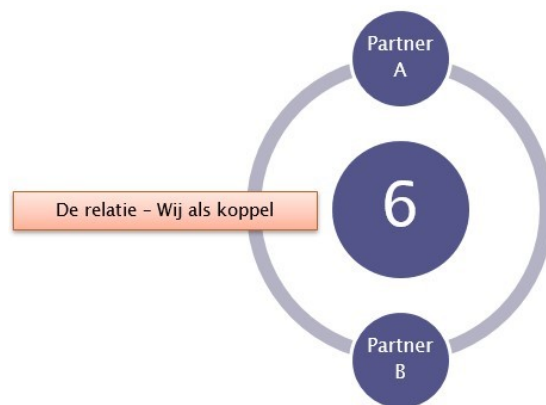 Partner
A
6
De relatie – Wij als koppel
Partner
B